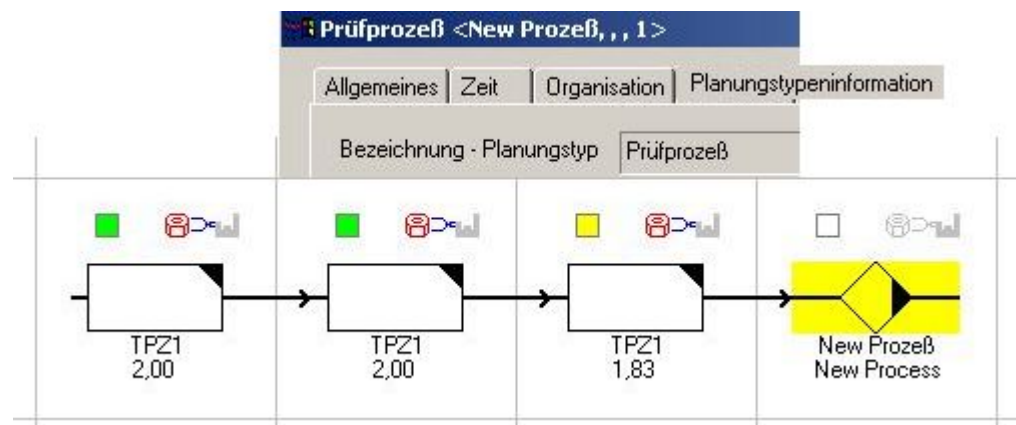 Prüfprozeß <New Prozeß, , , 1>
Allgemeines Zeit Organisation Planungstypeninformation
Bezeichnung - Planungstyp Prüfprozeß
TPZ1 TPZ1 TPZ1 New Prozeß
2,00 2,00 1,83 New Process